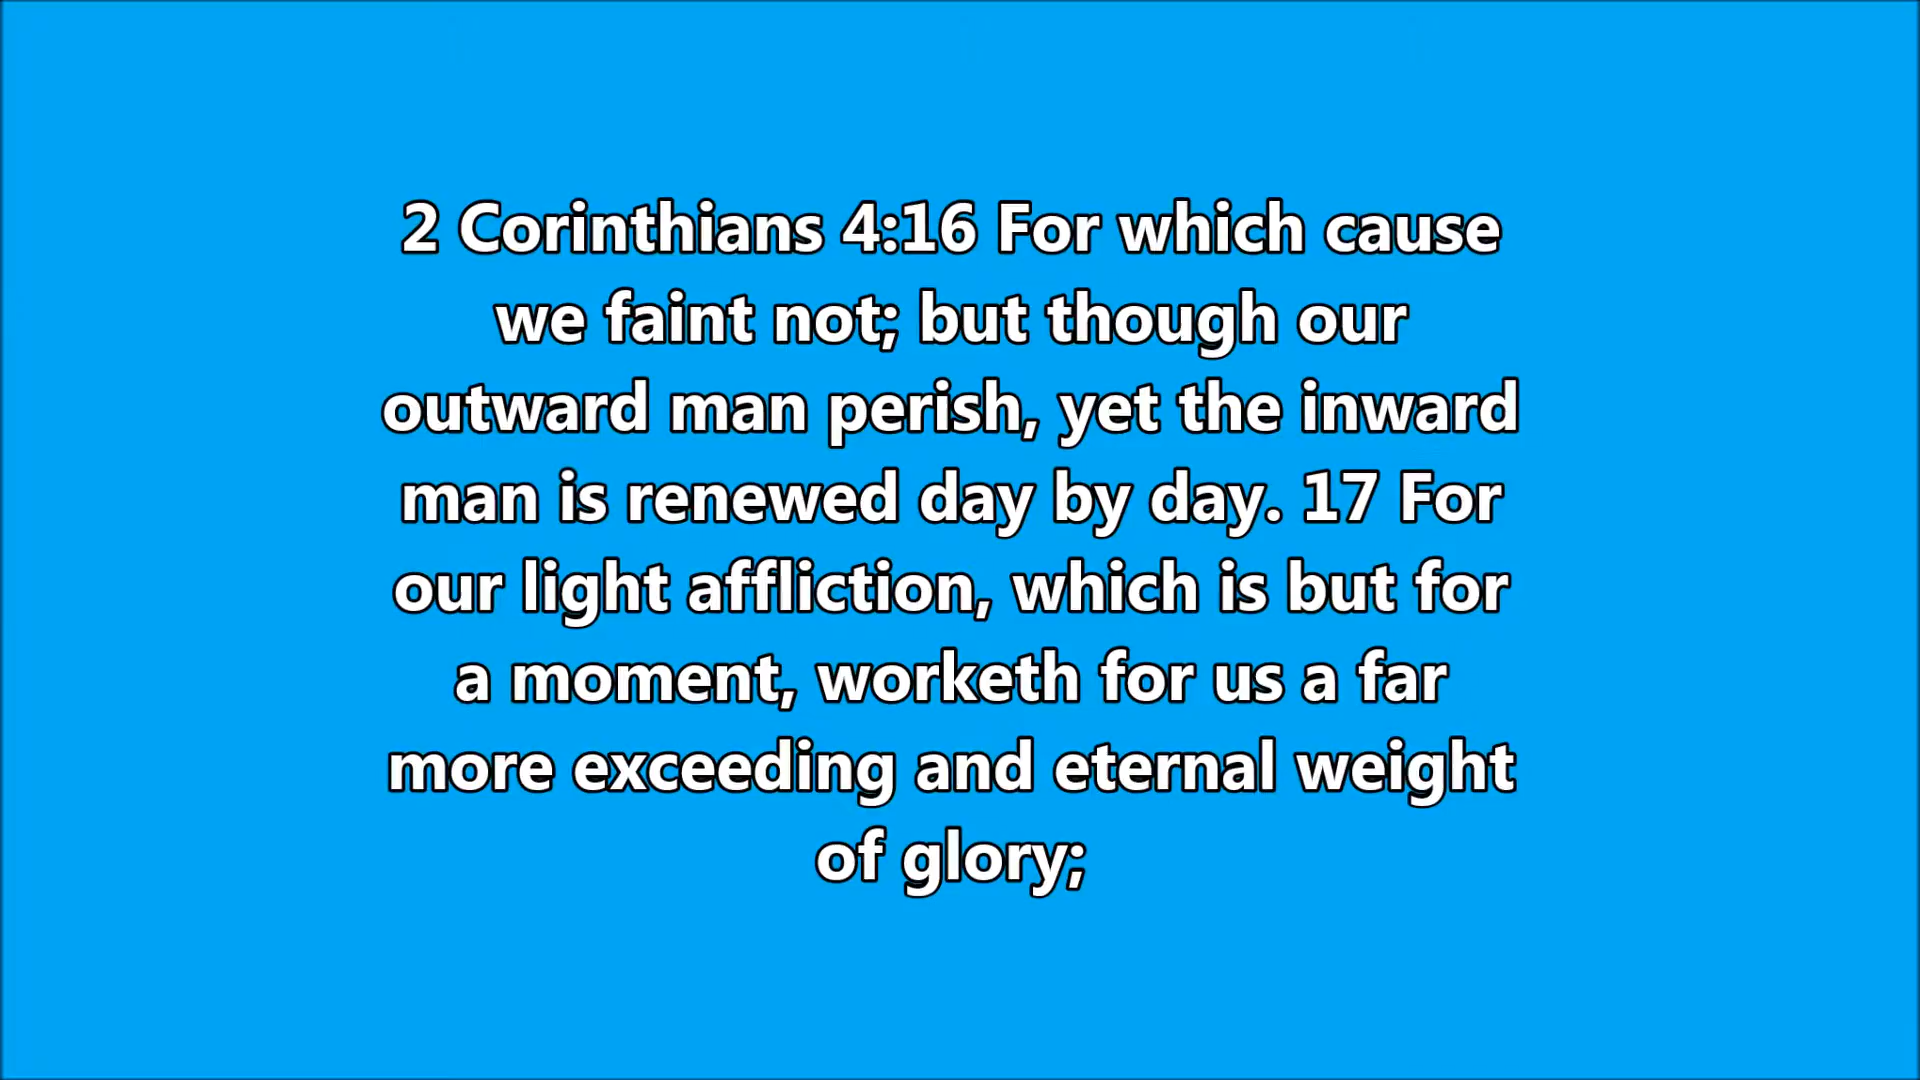 2 Corinthians 4:16 For which cause
we faint not; but though our
outward man perish, yet the inward
man is renewed day by day. 17 For
our light affliction, which is but for
a moment, worketh for us a far
more exceeding and eternal weight
of glory;